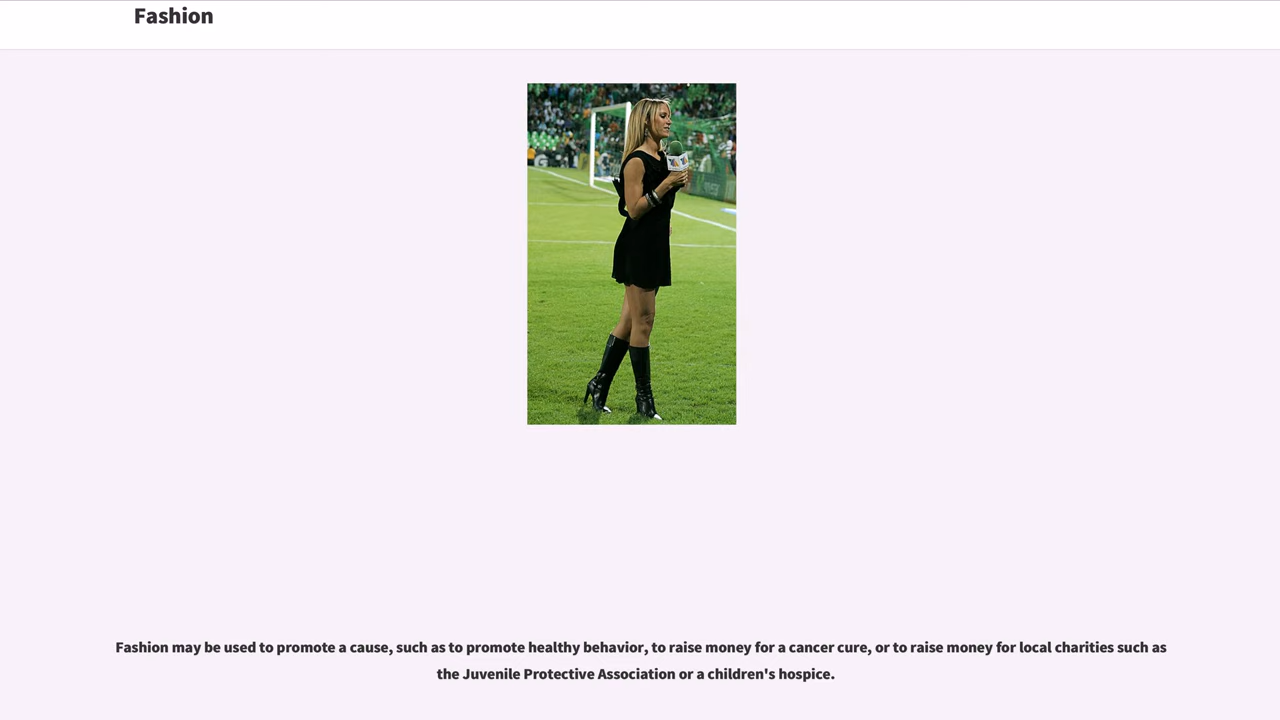 Fashion
Fashion may be used to promote a cause, such as to promote healthy behavior, to raise money for a cancer cure, or to raise money for local charities such as
the Juvenile Protective Association or a children's hospice.